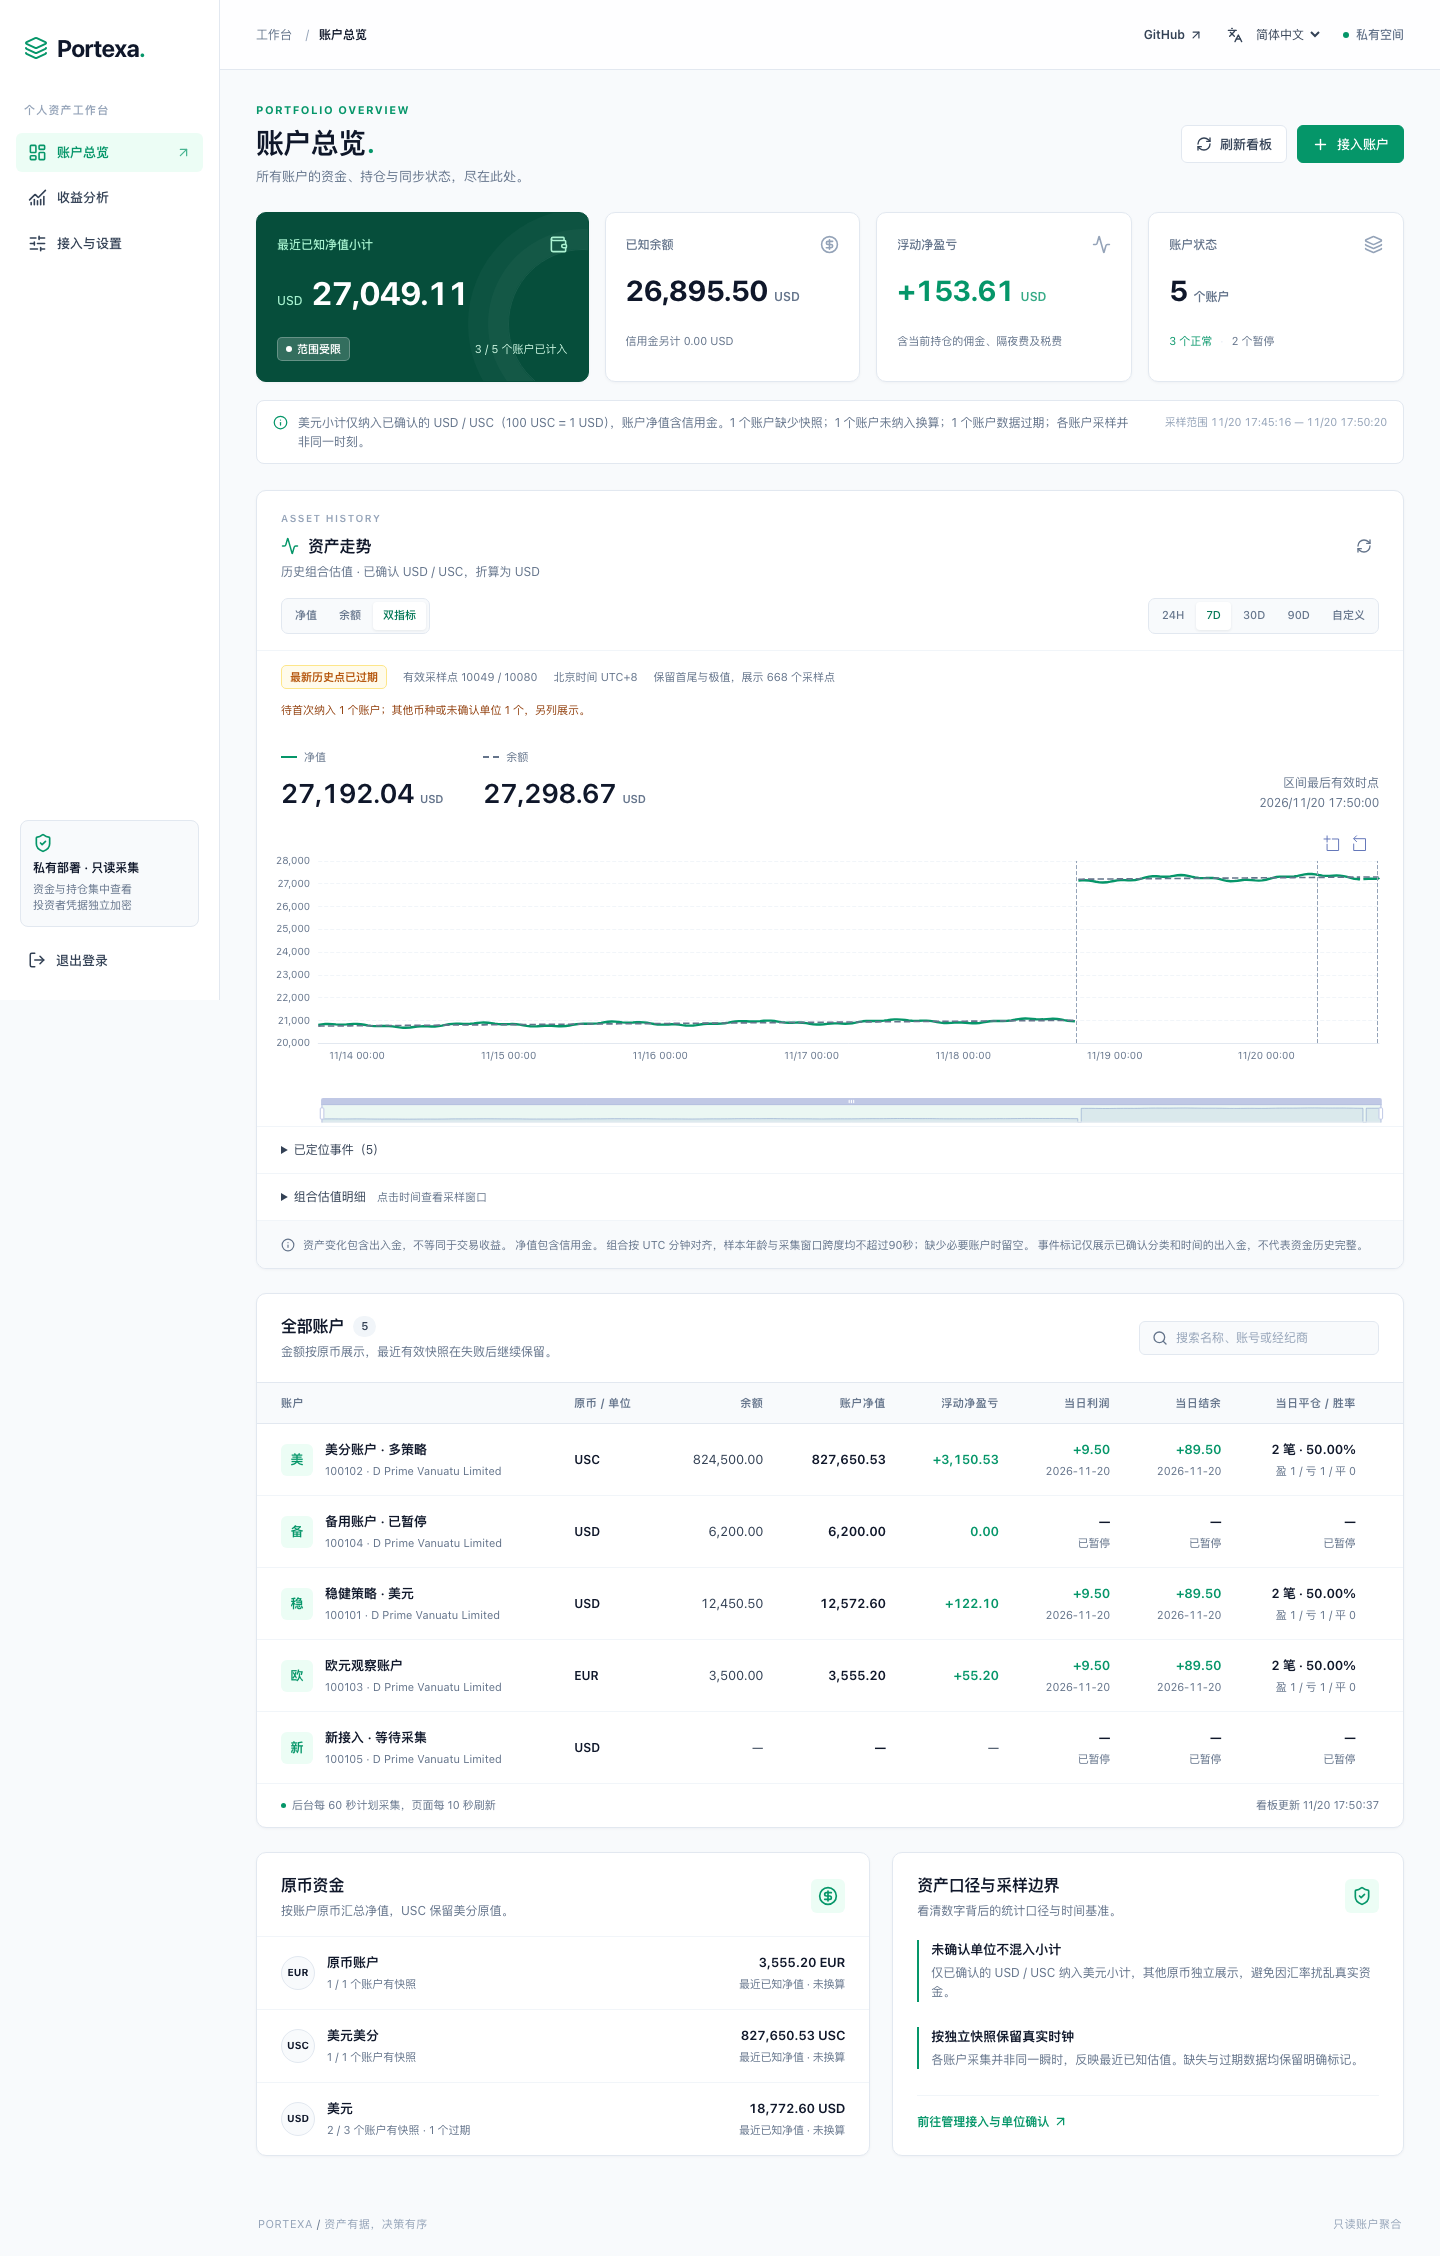 Portexa.
个人资产工作台
账户总览
收益分析
接入与设置
私有部署 · 只读采集
资金与持仓集中查看
投资者凭据独立加密
退出登录
工作台 / 账户总览
GitHub 简体中文 私有空间
PORTFOLIO OVERVIEW
账户总览.
所有账户的资金、持仓与同步状态，尽在此处。
刷新看板 接入账户
最近已知净值小计
USD 27,049.11
范围受限 3 / 5 个账户已计入
已知余额
26,895.50 USD
信用金另计 0.00 USD
浮动净盈亏
+153.61 USD
含当前持仓的佣金、隔夜费及税费
账户状态
5 个账户
3 个正常 · 2 个暂停
美元小计仅纳入已确认的 USD / USC（100 USC = 1 USD），账户净值含信用金。1 个账户缺少快照；1 个账户未纳入换算；1 个账户数据过期；各账户采样并
非同一时刻。
采样范围 11/20 17:45:16 — 11/20 17:50:20
ASSET HISTORY
资产走势
历史组合估值 · 已确认 USD / USC，折算为 USD
净值 余额 双指标
24H 7D 30D 90D 自定义
最新历史点已过期 有效采样点 10049 / 10080 北京时间 UTC+8 保留首尾与极值，展示 668 个采样点
待首次纳入 1 个账户；其他币种或未确认单位 1 个，另列展示。
净值 余额
27,192.04 USD 27,298.67 USD
区间最后有效时点
2026/11/20 17:50:00
28,000
27,000
26,000
25,000
24,000
23,000
22,000
21,000
20,000
11/14 00:00 11/15 00:00 11/16 00:00 11/17 00:00 11/18 00:00 11/19 00:00 11/20 00:00
已定位事件（5）
组合估值明细 点击时间查看采样窗口
资产变化包含出入金，不等同于交易收益。 净值包含信用金。 组合按 UTC 分钟对齐，样本年龄与采集窗口跨度均不超过90秒；缺少必要账户时留空。 事件标记仅展示已确认分类和时间的出入金，不代表资金历史完整。
全部账户 5
金额按原币展示，最近有效快照在失败后继续保留。
搜索名称、账号或经纪商
账户 原币 / 单位 余额 账户净值 浮动净盈亏 当日利润 当日结余 当日平仓 / 胜率
美 美分账户 · 多策略 USC 824,500.00 827,650.53 +3,150.53 +9.50 +89.50 2 笔 · 50.00%
100102 · D Prime Vanuatu Limited 2026-11-20 2026-11-20 盈 1 / 亏 1 / 平 0
备 备用账户 · 已暂停 USD 6,200.00 6,200.00 0.00 — — —
100104 · D Prime Vanuatu Limited 已暂停 已暂停 已暂停
稳 稳健策略 · 美元 USD 12,450.50 12,572.60 +122.10 +9.50 +89.50 2 笔 · 50.00%
100101 · D Prime Vanuatu Limited 2026-11-20 2026-11-20 盈 1 / 亏 1 / 平 0
欧 欧元观察账户 EUR 3,500.00 3,555.20 +55.20 +9.50 +89.50 2 笔 · 50.00%
100103 · D Prime Vanuatu Limited 2026-11-20 2026-11-20 盈 1 / 亏 1 / 平 0
新 新接入 · 等待采集 USD — — — — — —
100105 · D Prime Vanuatu Limited 已暂停 已暂停 已暂停
后台每 60 秒计划采集，页面每 10 秒刷新 看板更新 11/20 17:50:37
原币资金
按账户原币汇总净值，USC 保留美分原值。
EUR 原币账户 3,555.20 EUR
1 / 1 个账户有快照 最近已知净值 · 未换算
USC 美元美分 827,650.53 USC
1 / 1 个账户有快照 最近已知净值 · 未换算
USD 美元 18,772.60 USD
2 / 3 个账户有快照 · 1 个过期 最近已知净值 · 未换算
资产口径与采样边界
看清数字背后的统计口径与时间基准。
未确认单位不混入小计
仅已确认的 USD / USC 纳入美元小计，其他原币独立展示，避免因汇率扰乱真实资
金。
按独立快照保留真实时钟
各账户采集并非同一瞬时，反映最近已知估值。缺失与过期数据均保留明确标记。
前往管理接入与单位确认
PORTEXA / 资产有据，决策有序 只读账户聚合